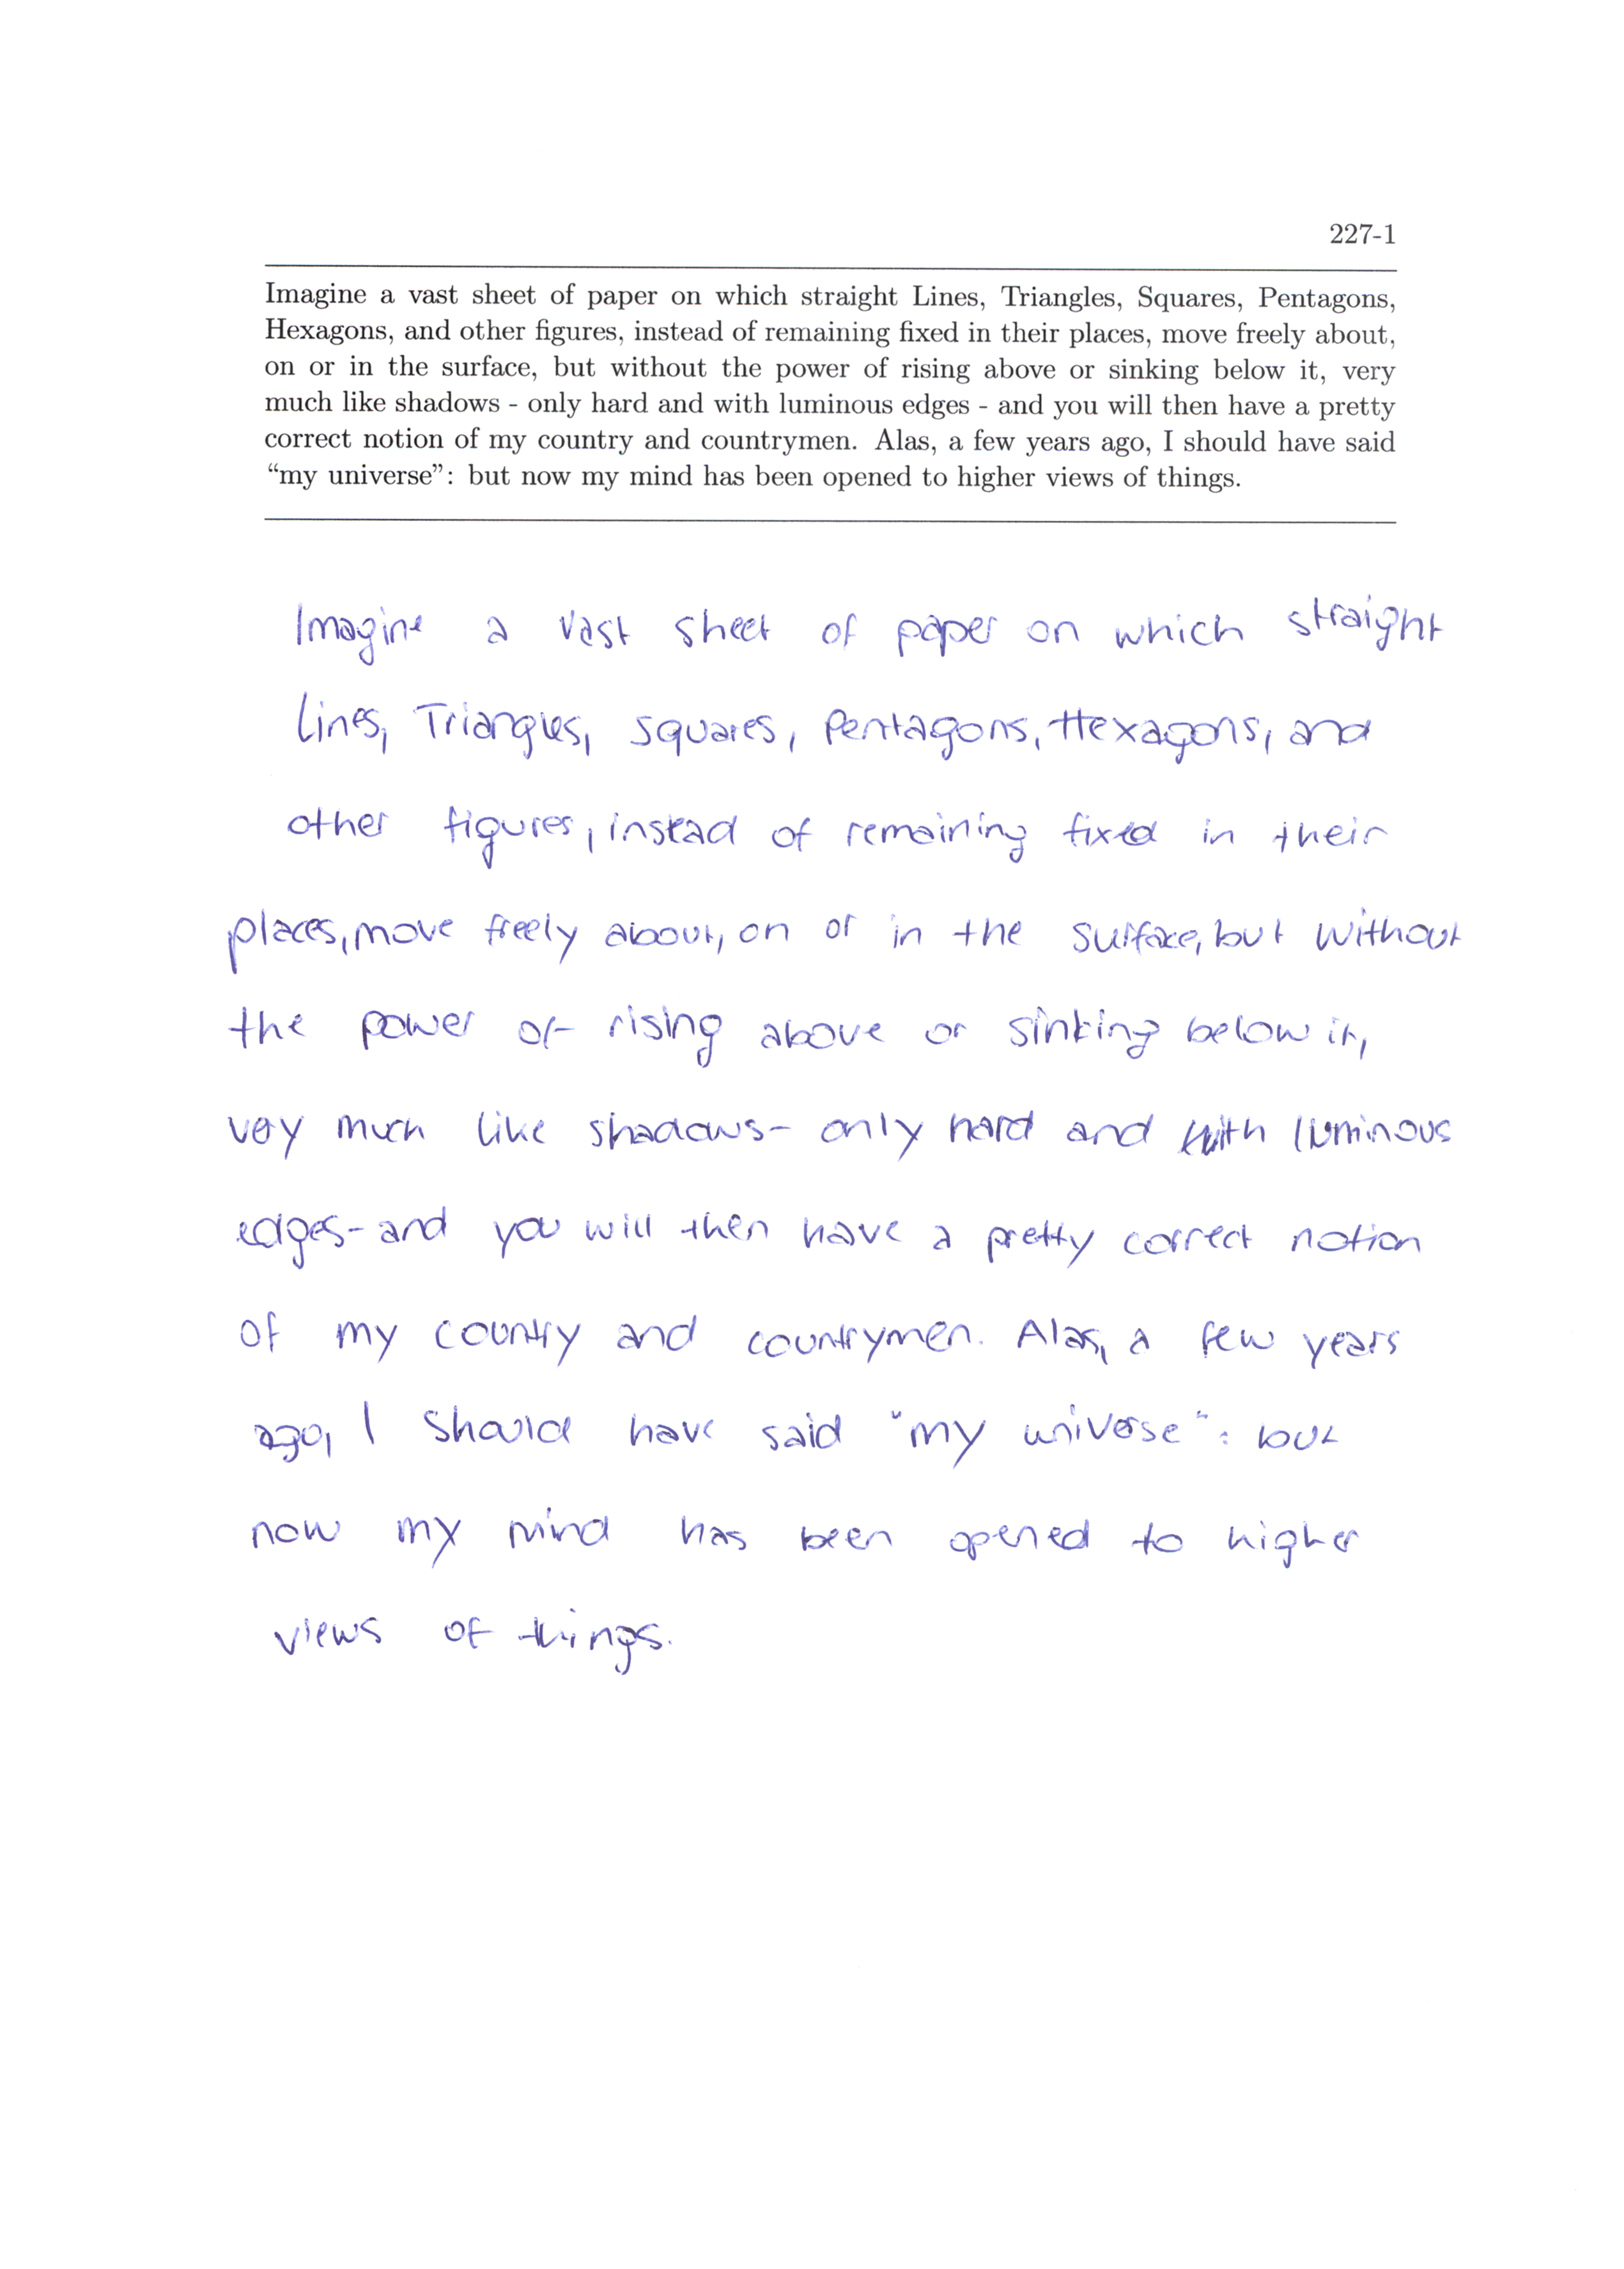 227-1
Imagine a vast sheet of paper on which straight Lines, Triangles, Squares, Pentagons,
Hexagons, and other figures, instead of remaining fixed in their places, move freely about,
on or in the surface, but without the power of rising above or sinking below it, very
much like shadows - only hard and with luminous edges - and you will then have a pretty
correct notion of my country and countrymen. Alas, a few years ago, I should have said
“my universe”: but now my mind has been opened to higher views of things.
Imagine a vast sheet of paper on which straight
Lines, Triangles, Squares, Pentagons, Hexagons, and
other figures, instead of remaining fixed in their
places, move freely about, on or in the surface, but without
the power of rising above or sinking below it,
very much like shadows - only hard and with luminous
edges - and you will then have a pretty correct notion
of my country and countrymen. Alas, a few years
ago, I should have said "my universe": but
now my mind has been opened to higher
views of things.